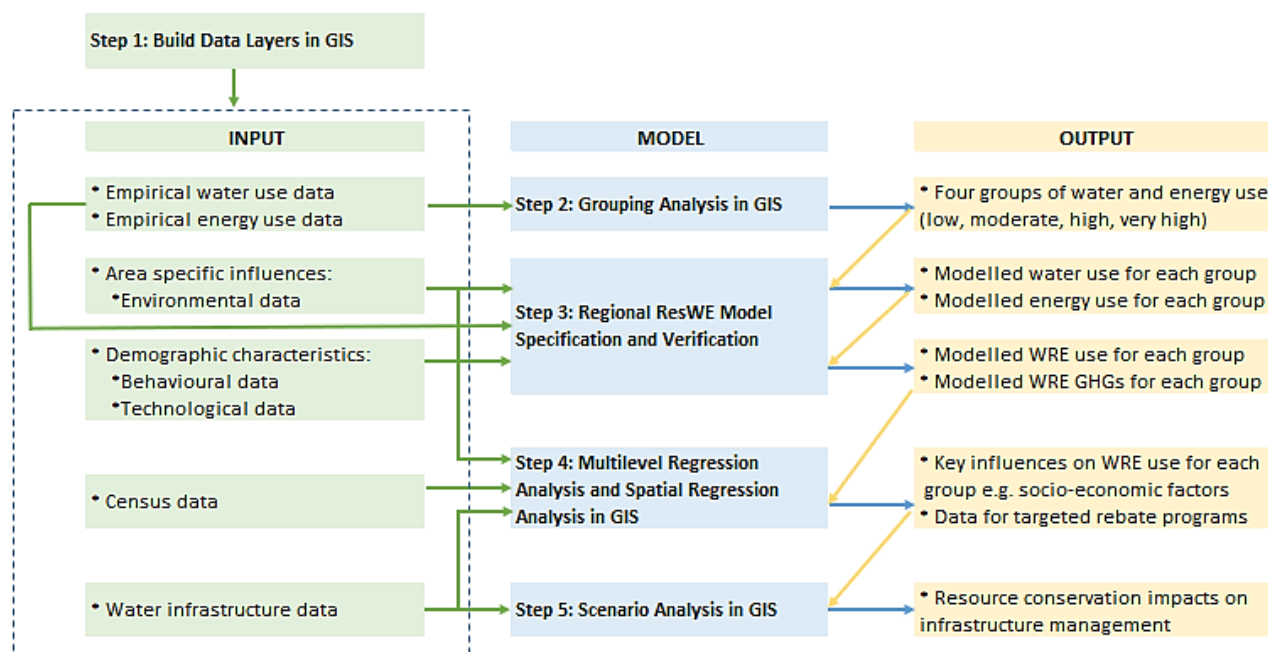 Step 1: Build Data Layers in GIS
INPUT
MODEL
OUTPUT
* Empirical water use data
* Empirical energy use data
Step 2: Grouping Analysis in GIS
* Four groups of water and energy use
(low, moderate, high, very high)
* Area specific influences:
*Environmental data
* Demographic characteristics:
*Behavioural data
*Technological data
Step 3: Regional ResWE Model
Specification and Verification
* Modelled water use for each group
* Modelled energy use for each group
* Modelled WRE use for each group
* Modelled WRE GHGs for each group
* Census data
Step 4: Multilevel Regression
Analysis and Spatial Regression
Analysis in GIS
* Key influences on WRE use for each
group e.g. socio-economic factors
* Data for targeted rebate programs
* Water infrastructure data
Step 5: Scenario Analysis in GIS
* Resource conservation impacts on
infrastructure management